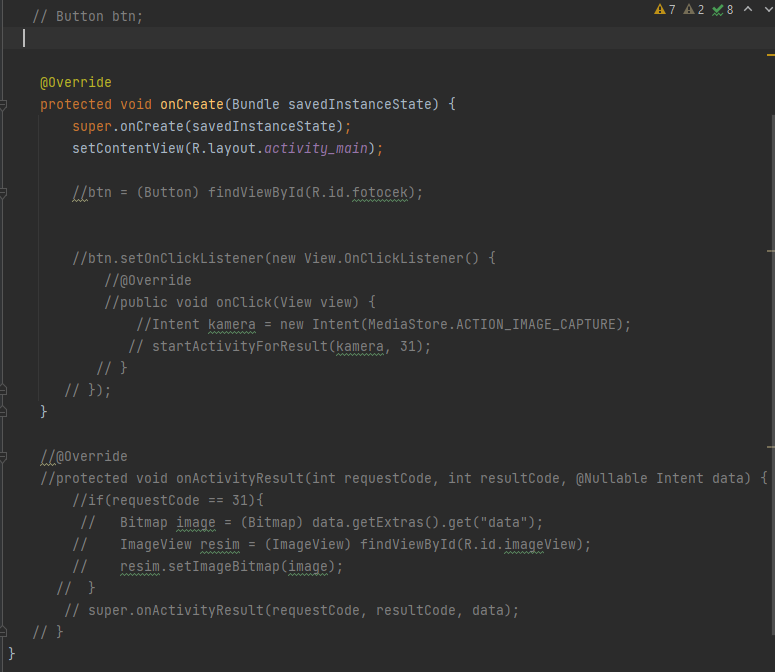 // Button btn;
7 2 8
@Override
protected void onCreate(Bundle savedInstanceState) {
super.onCreate(savedInstanceState);
setContentView(R.layout.activity_main);
//btn = (Button) findViewById(R.id.fotocek);
//btn.setOnClickListener(new View.OnClickListener() {
//@Override
//public void onClick(View view) {
//Intent kamera = new Intent(MediaStore.ACTION_IMAGE_CAPTURE);
// startActivityForResult(kamera, 31);
// }
// });
}
//@Override
//protected void onActivityResult(int requestCode, int resultCode, @Nullable Intent data) {
//if(requestCode == 31){
//   Bitmap image = (Bitmap) data.getExtras().get("data");
//    ImageView resim = (ImageView) findViewById(R.id.imageView);
//    resim.setImageBitmap(image);
//  }
// super.onActivityResult(requestCode, resultCode, data);
// }
}